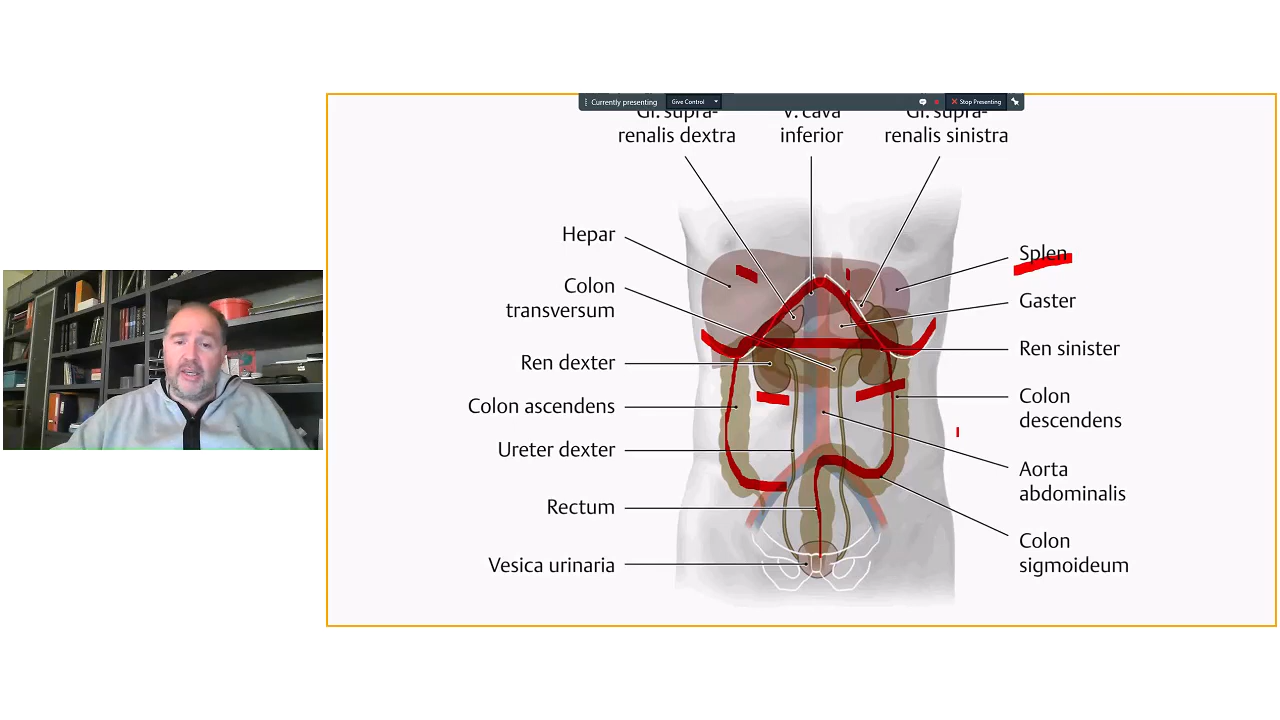 Currently presenting
Give Control
Stop Presenting
Gl. supra-
renalis dextra
V. cava
inferior
Gl. supra-
renalis sinistra
Hepar
Colon
transversum
Ren dexter
Colon ascendens
Ureter dexter
Rectum
Vesica urinaria
Splen
Gaster
Ren sinister
Colon
descendens
Aorta
abdominalis
Colon
sigmoideum